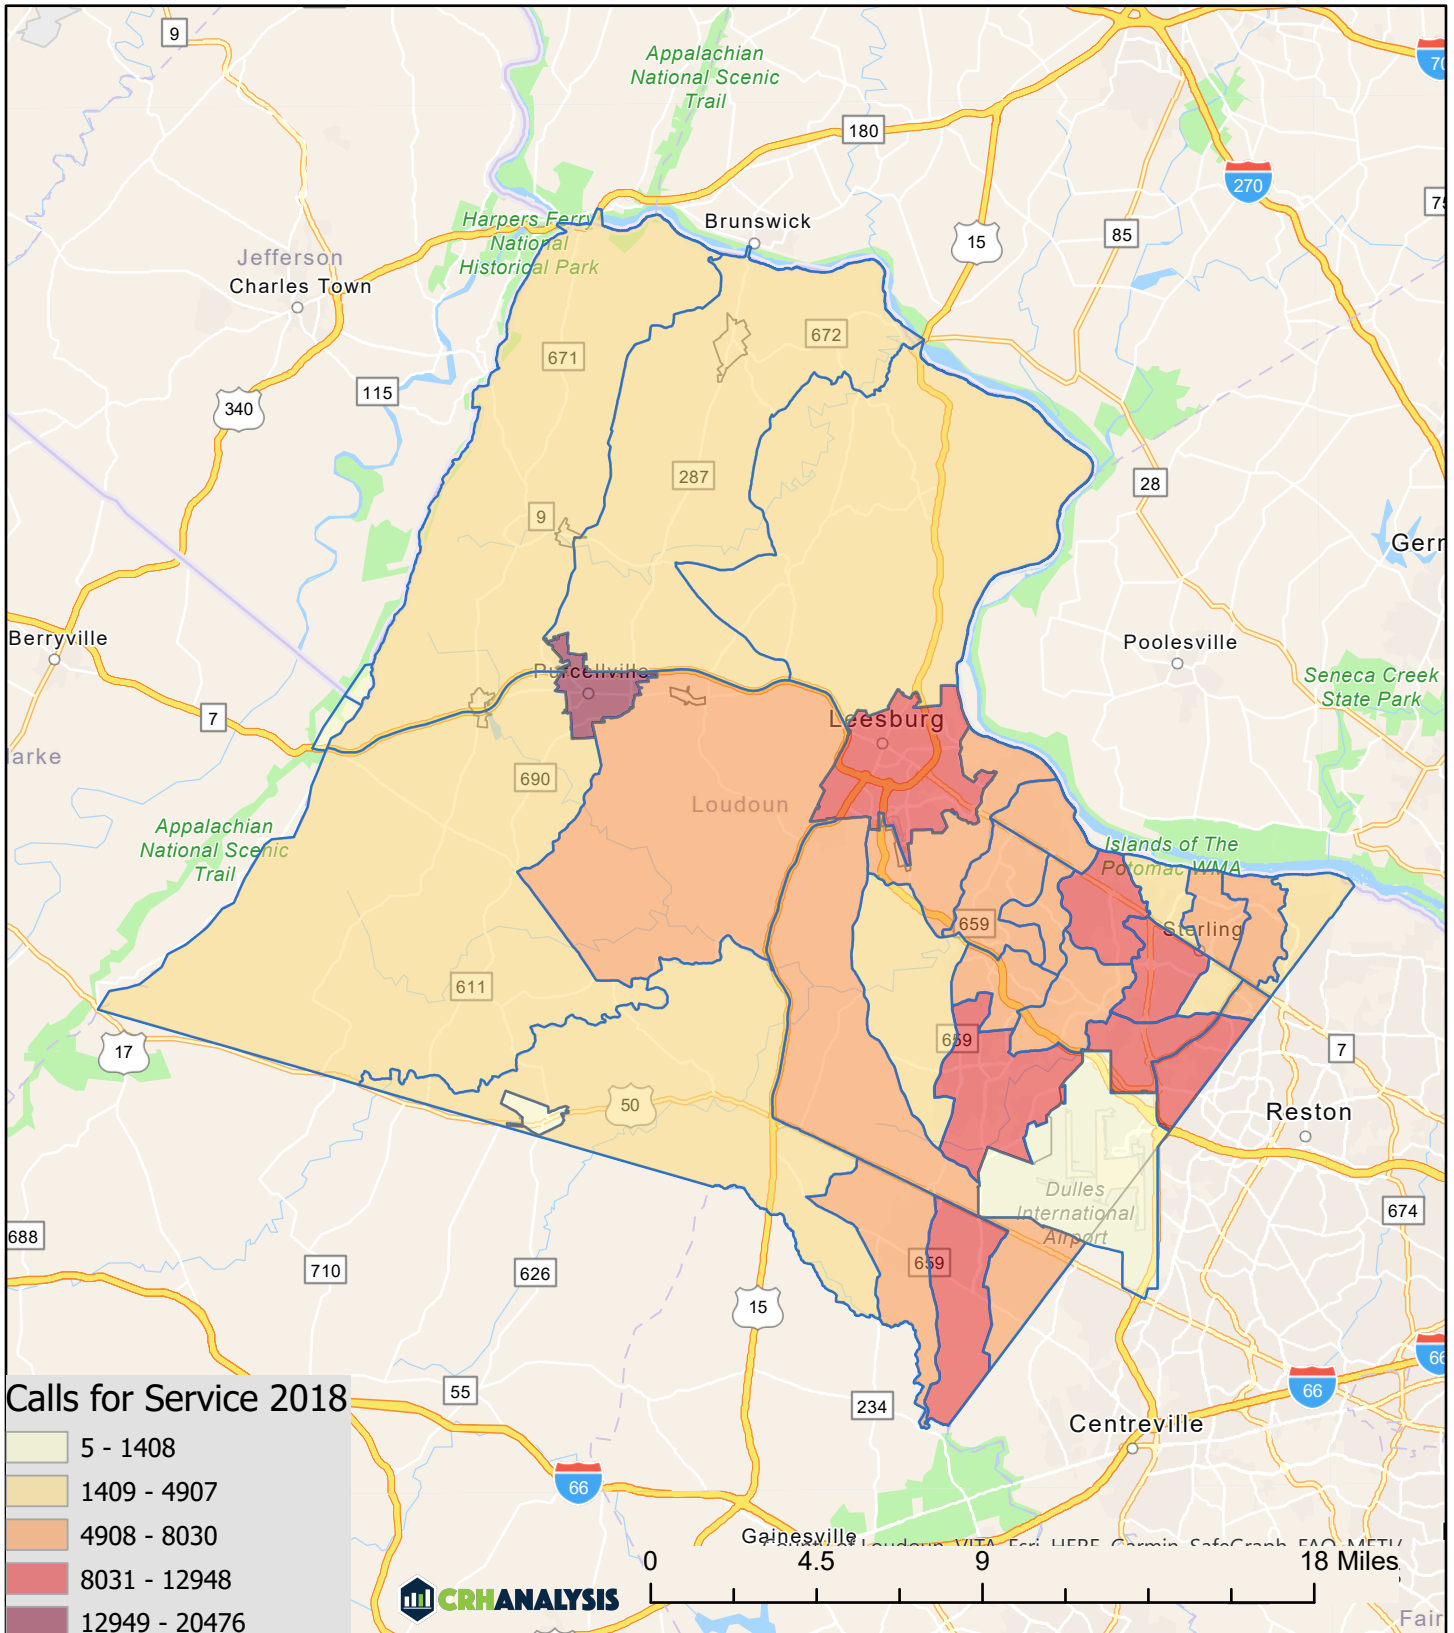 9
Appalachian
National Scenic
Trail
70
180
270
Harpers Ferry
National
Historical Park
Brunswick
15
85
Jefferson
Charles Town
671
672
340
115
287
28
9
Berryville
Poolesville
Purcellville
Seneca Creek
State Park
7
Leesburg
690
Loudoun
Appalachian
National Scenic
Trail
Islands of The
Potomac WMA
659
Sterling
611
17
659
7
50
Reston
Dulles
International
Airport
674
688
710
626
659
15
66
66
55
234
Centreville
66
Gainesville
Calls for Service 2018
5 - 1408
1409 - 4907
4908 - 8030
8031 - 12948
12949 - 20476
CRHANALYSIS
0 4.5 9 18 Miles